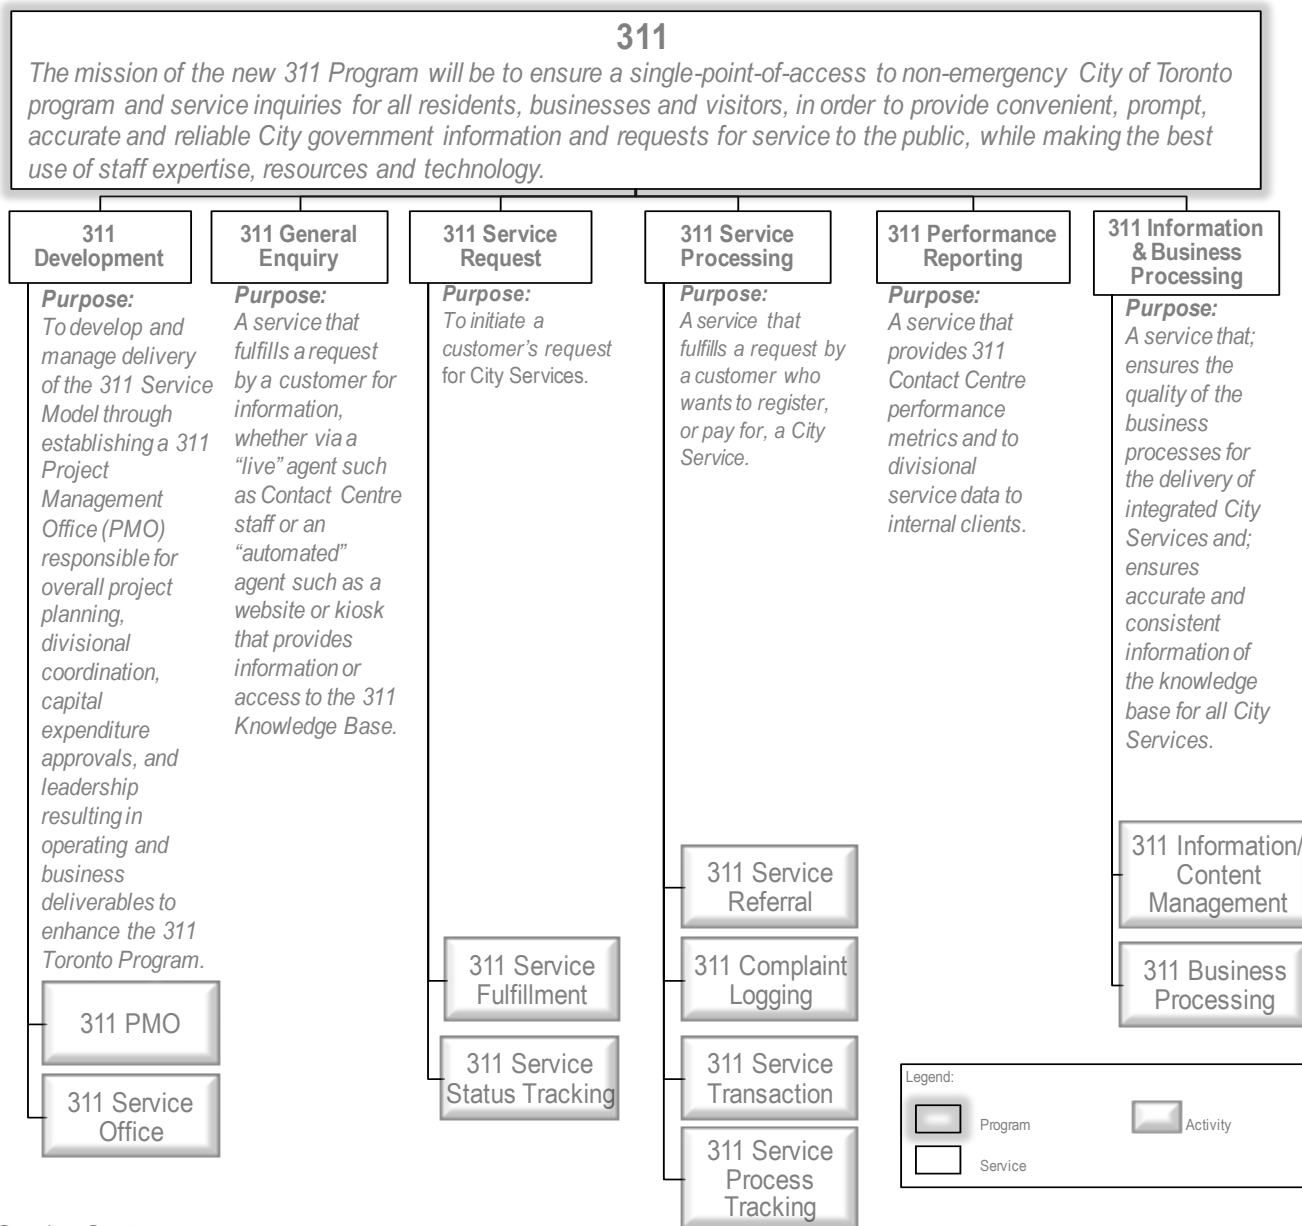 311
The mission of the new 311 Program will be to ensure a single-point-of-access to non-emergency City of Toronto
program and service inquiries for all residents, businesses and visitors, in order to provide convenient, prompt,
accurate and reliable City government information and requests for service to the public, while making the best
use of staff expertise, resources and technology.
311
Development
Purpose:
To develop and
manage delivery
of the 311 Service
Model through
establishing a 311
Project
Management
Office (PMO)
responsible for
overall project
planning,
divisional
coordination,
capital
expenditure
approvals, and
leadership
resulting in
operating and
business
deliverables to
enhance the 311
Toronto Program.
311 PMO
311 Service
Office
311 General
Enquiry
Purpose:
A service that
fulfills a request
by a customer for
information,
whether via a
“live” agent such
as Contact Centre
staff or an
“automated”
agent such as a
website or kiosk
that provides
information or
access to the 311
Knowledge Base.
311 Service
Request
Purpose:
To initiate a
customer’s request
for City Services.
311 Service
Fulfillment
311 Service
Status Tracking
311 Service
Processing
Purpose:
A service that
fulfills a request by
a customer who
wants to register,
or pay for, a City
Service.
311 Service
Referral
311 Complaint
Logging
311 Service
Transaction
311 Service
Process
Tracking
311 Performance
Reporting
Purpose:
A service that
provides 311
Contact Centre
performance
metrics and to
divisional
service data to
internal clients.
311 Information
& Business
Processing
Purpose:
A service that;
ensures the
quality of the
business
processes for
the delivery of
integrated City
Services and;
ensures
accurate and
consistent
information of
the knowledge
base for all City
Services.
311 Information/
Content
Management
311 Business
Processing
Legend:
Program
Activity
Service